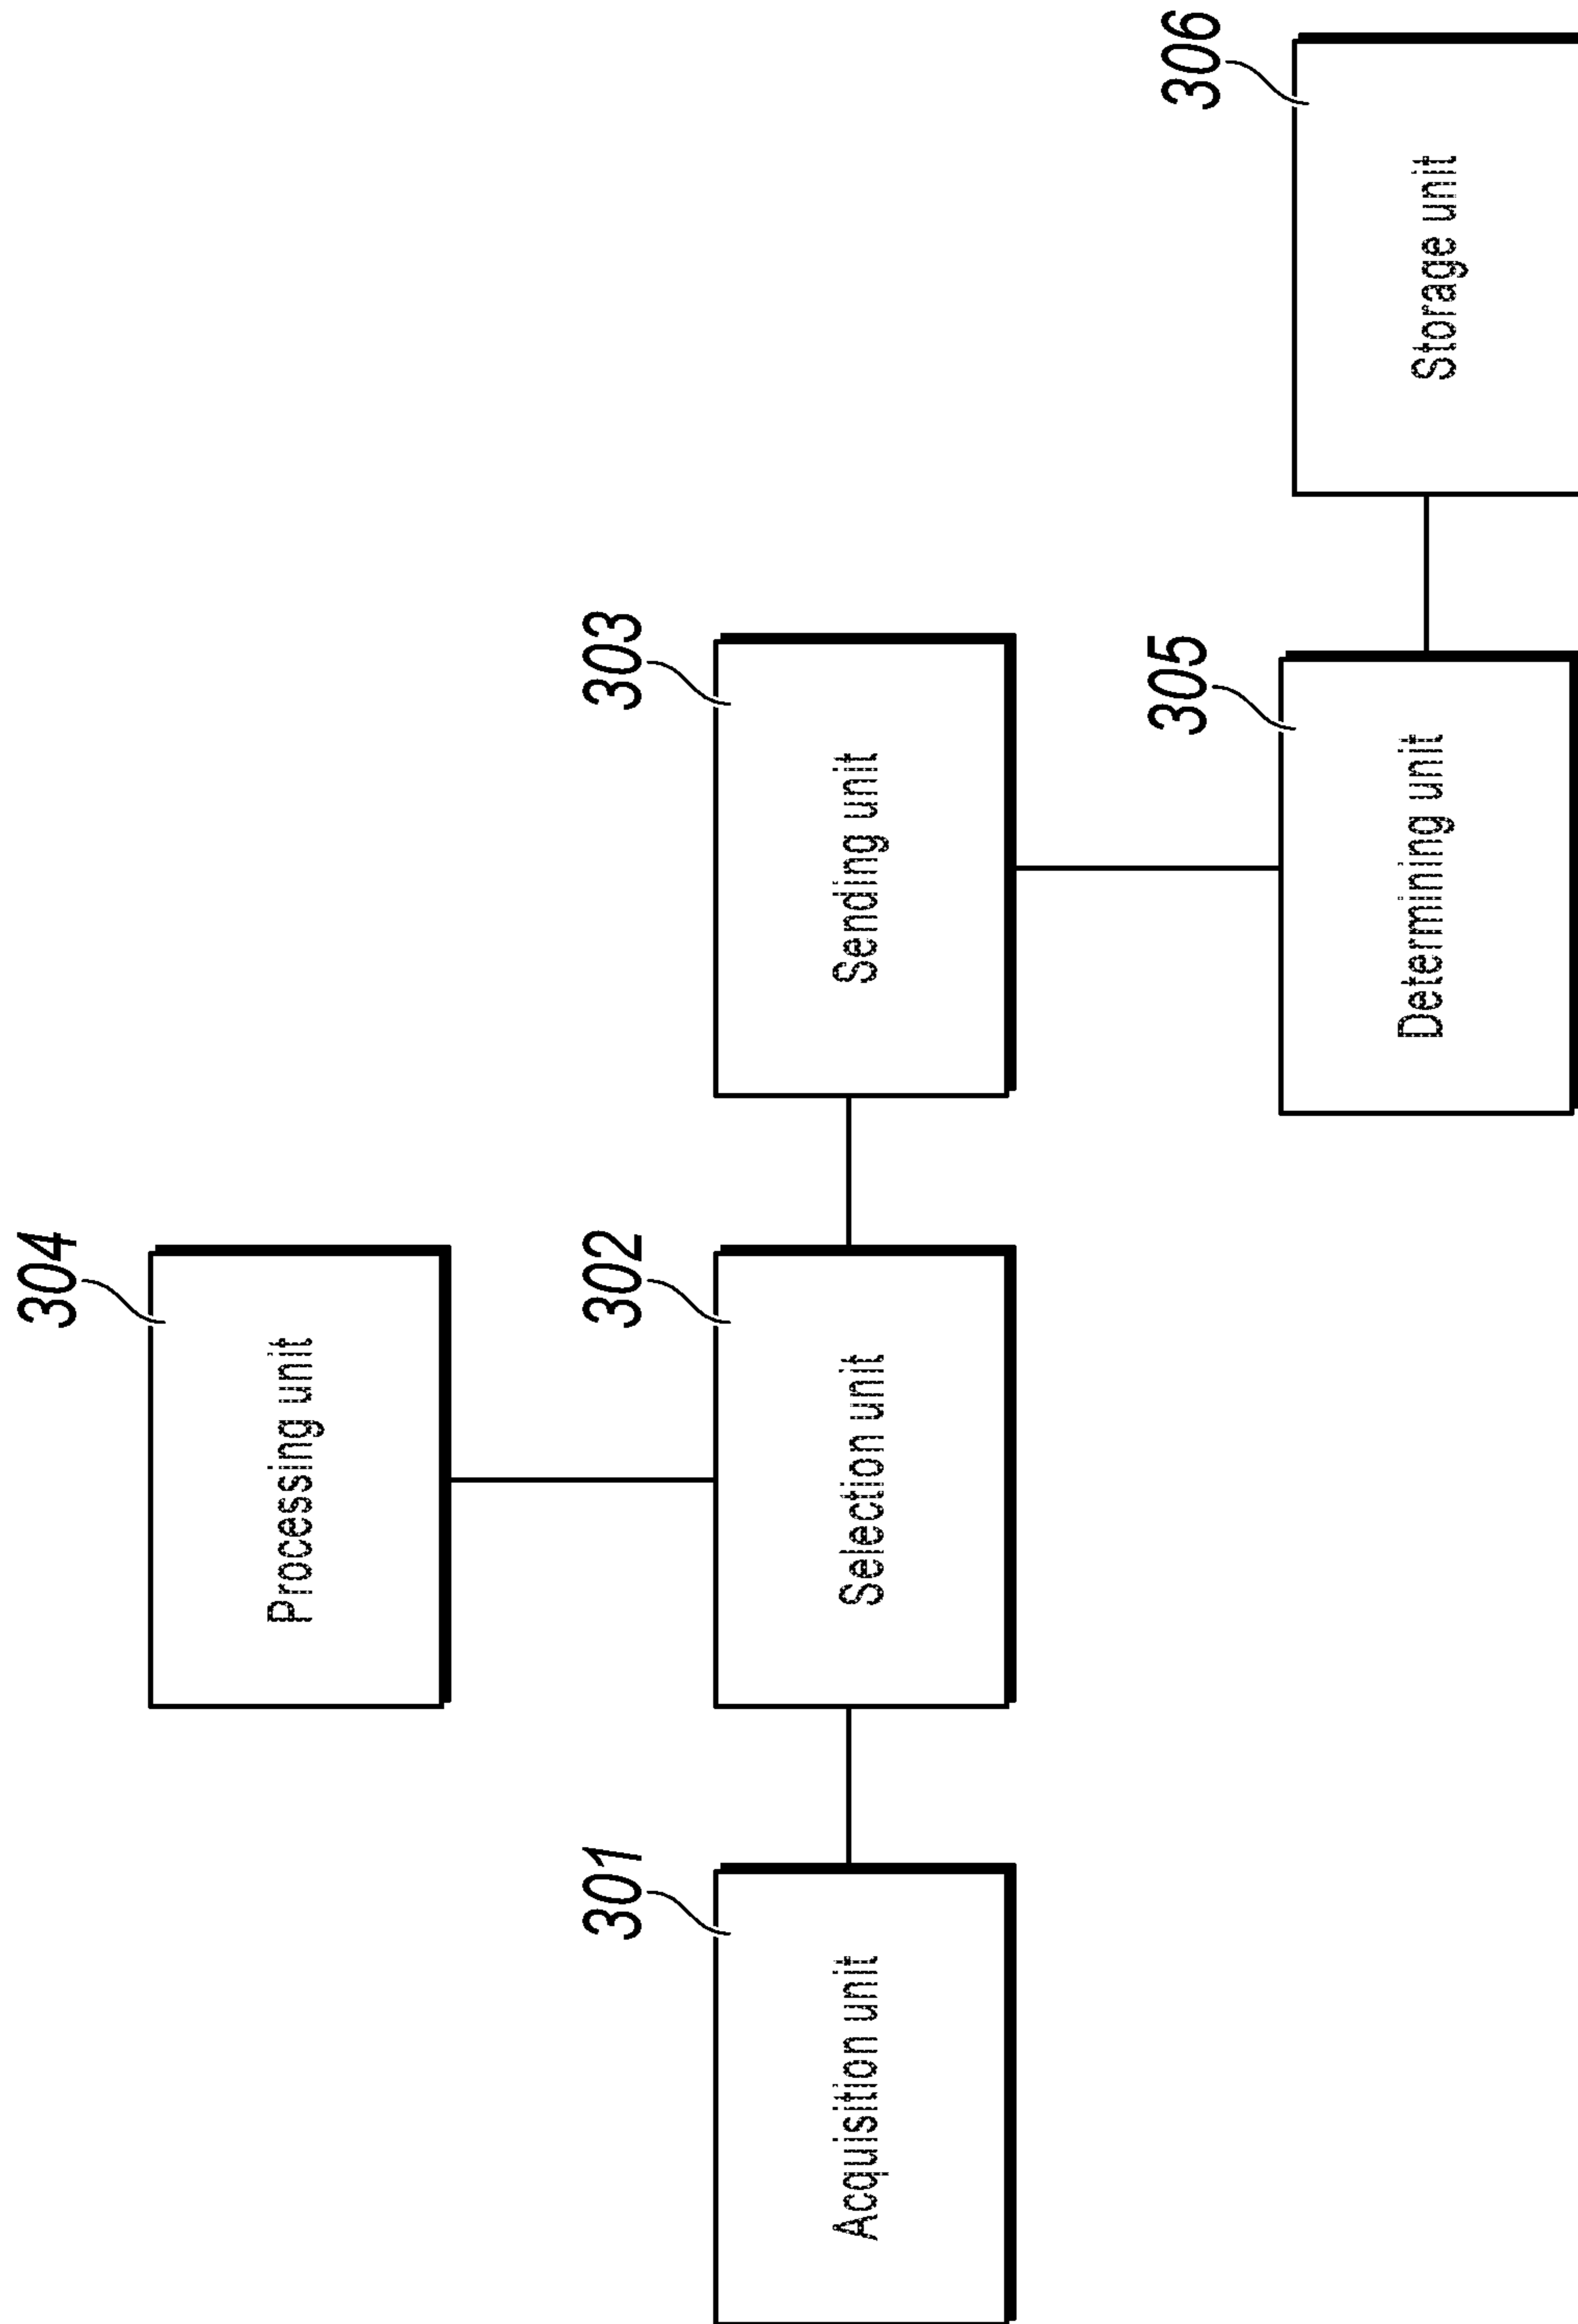 304
Processing unit
301
Acquisition unit
302
Selection unit
303
Sending unit
305
Determining unit
306
Storage unit